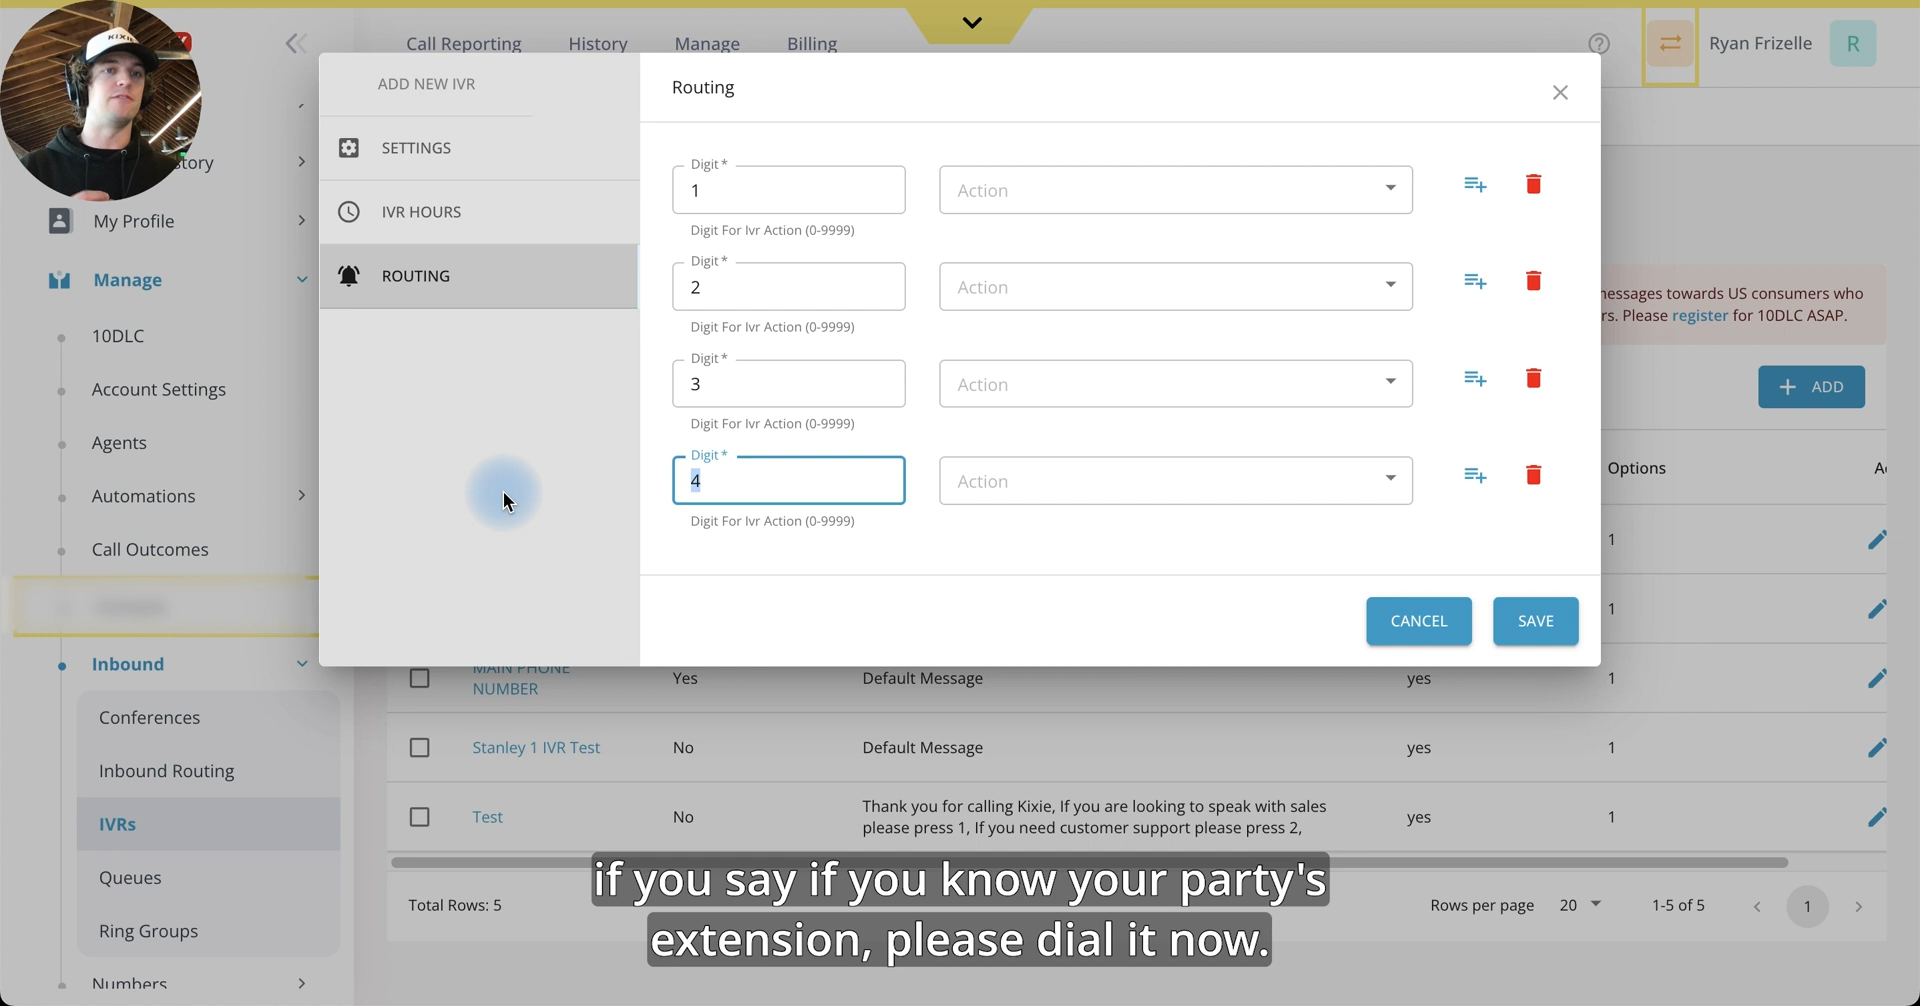 KIXIE
Call Reporting
History
Manage
Billing
Ryan Frizelle
R
story
My Profile
Manage
10DLC
Account Settings
Agents
Automations
Call Outcomes
Inbound
Conferences
Inbound Routing
IVRs
Queues
Ring Groups
Numbers
ADD NEW IVR
SETTINGS
IVR HOURS
ROUTING
Routing
Digit *
1
Action
Digit For Ivr Action (0-9999)
Digit *
2
Action
Digit For Ivr Action (0-9999)
Digit *
3
Action
Digit For Ivr Action (0-9999)
Digit *
4
Action
Digit For Ivr Action (0-9999)
CANCEL
SAVE
messages towards US consumers who
rs. Please register for 10DLC ASAP.
+ ADD
Options
1
1
MAIN PHONE
NUMBER
Yes
Default Message
yes
1
Stanley 1 IVR Test
No
Default Message
yes
1
Test
No
Thank you for calling Kixie, If you are looking to speak with sales
please press 1, If you need customer support please press 2,
yes
1
Total Rows: 5
Rows per page
20
1-5 of 5
1
if you say if you know your party's
extension, please dial it now.